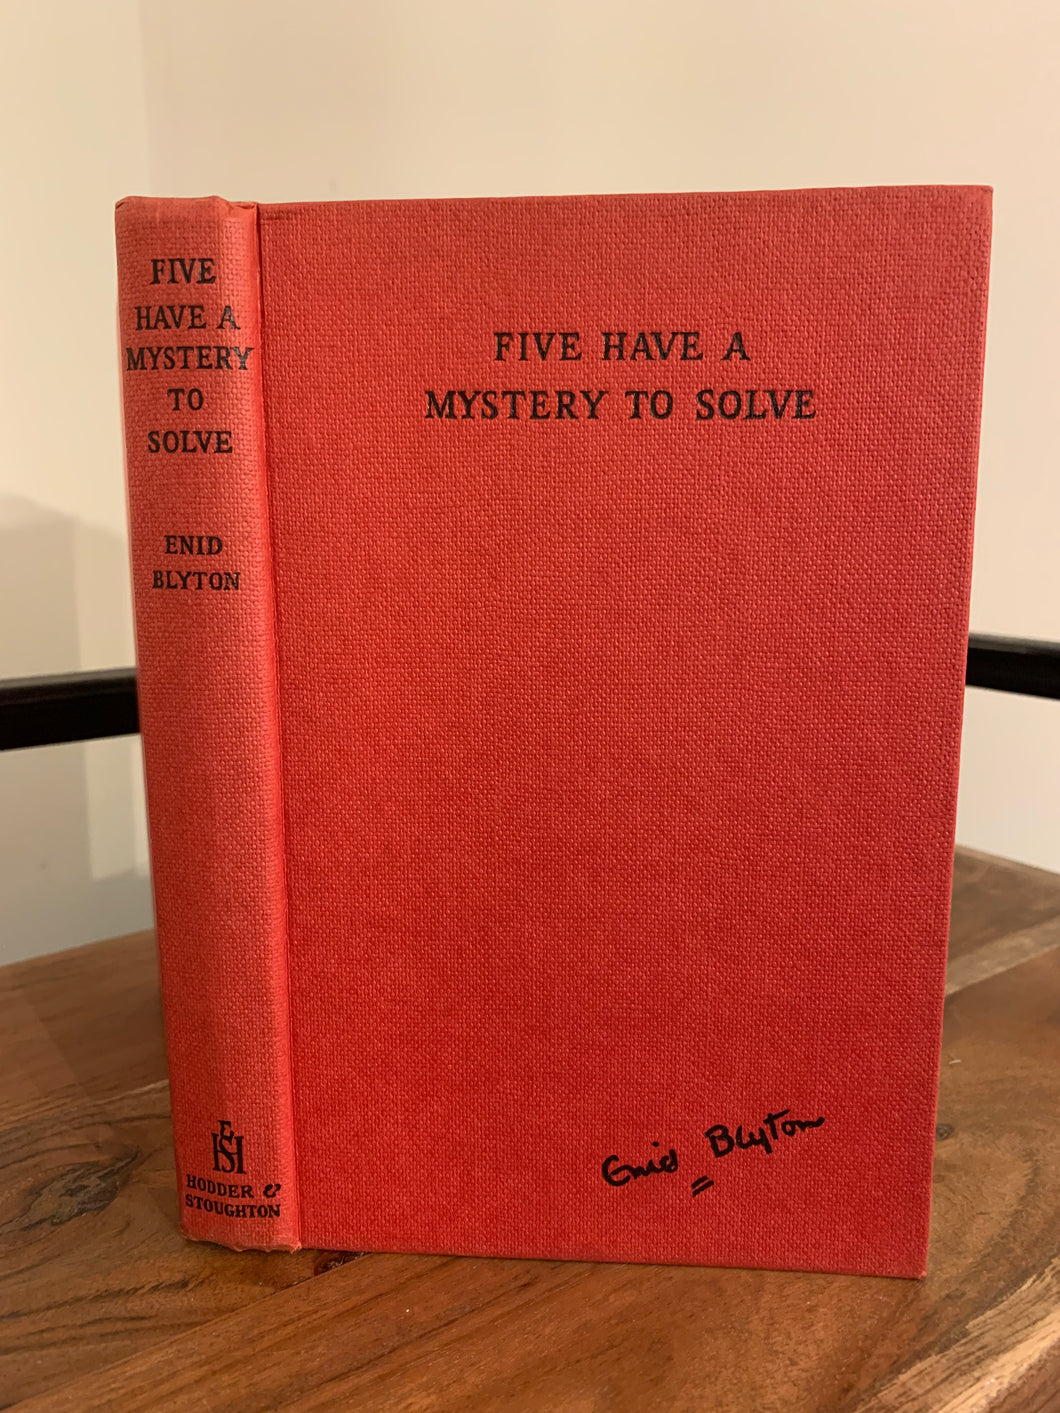 FIVE
HAVE A
MYSTERY
TO
SOLVE
ENID
BLYTON
HODDER &
STOUGHTON
FIVE HAVE A
MYSTERY TO SOLVE
Enid Blyton